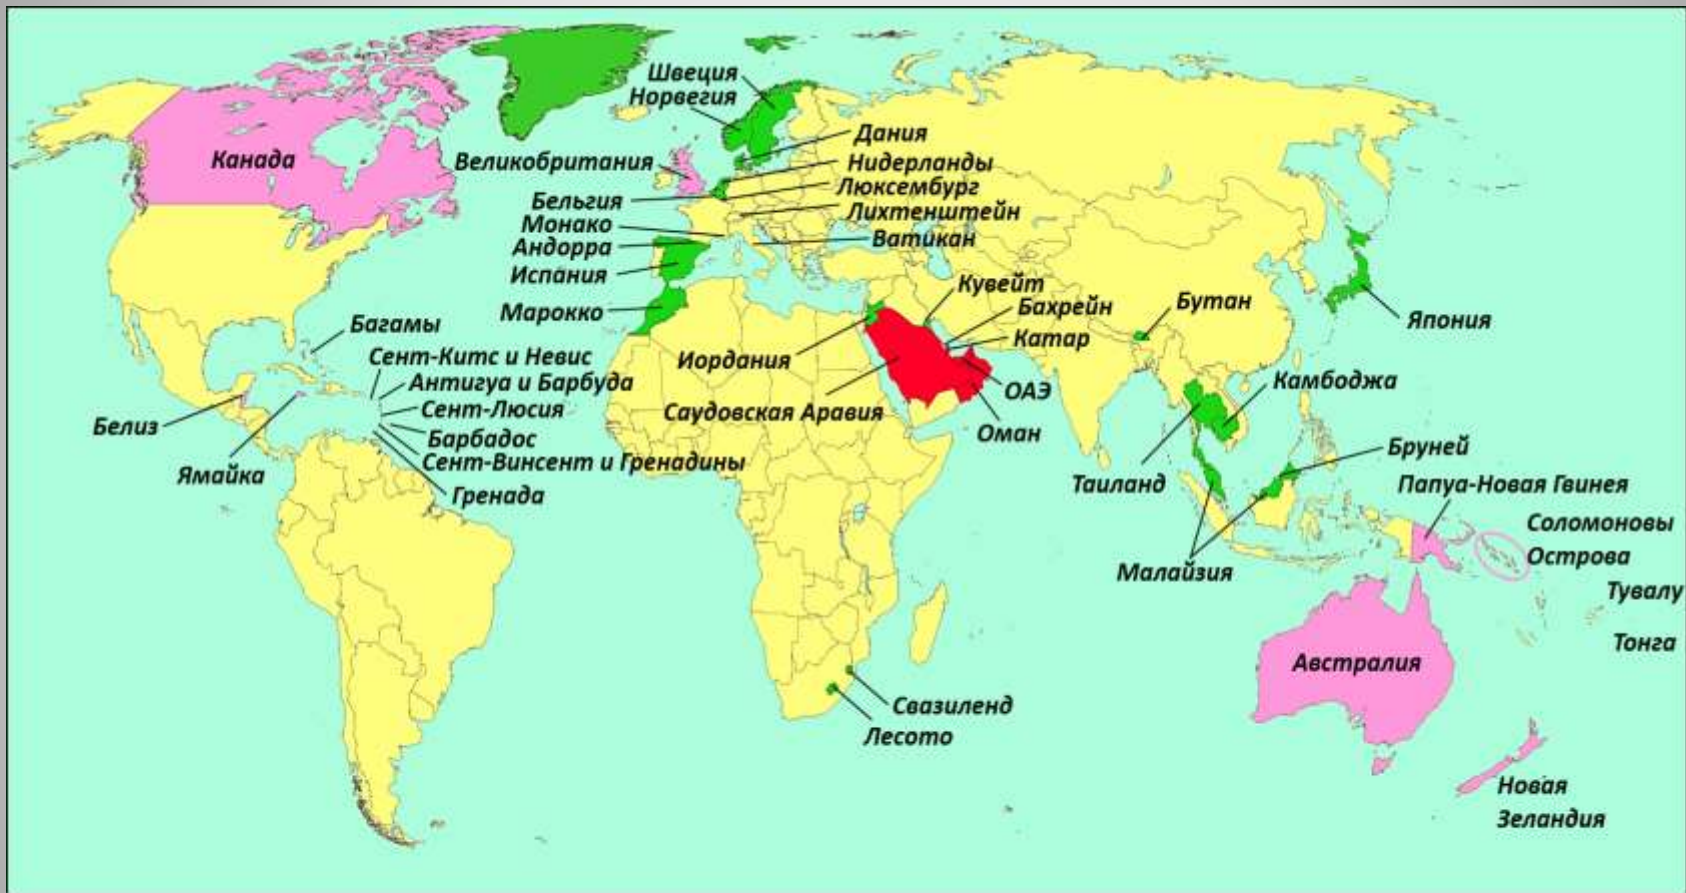 Швеция
Норвегия
Дания
Канада
Великобритания
Нидерланды
Люксембург
Бельгия
Лихтенштейн
Монако
Ватикан
Андорра
Испания
Кувейт
Марокко
Бахрейн
Бутан
Багамы
Катар
Япония
Сент-Китс и Невис
Иордания
Антигуа и Барбуда
ОАЭ
Камбоджа
Сент-Люсия
Саудовская Аравия
Белиз
Барбадос
Оман
Бруней
Сент-Винсент и Гренадины
Ямайка
Таиланд
Папуа-Новая Гвинея
Гренада
Соломоновы
Острова
Малайзия
Тувалу
Тонга
Австралия
Свазиленд
Лесото
Новая
Зеландия